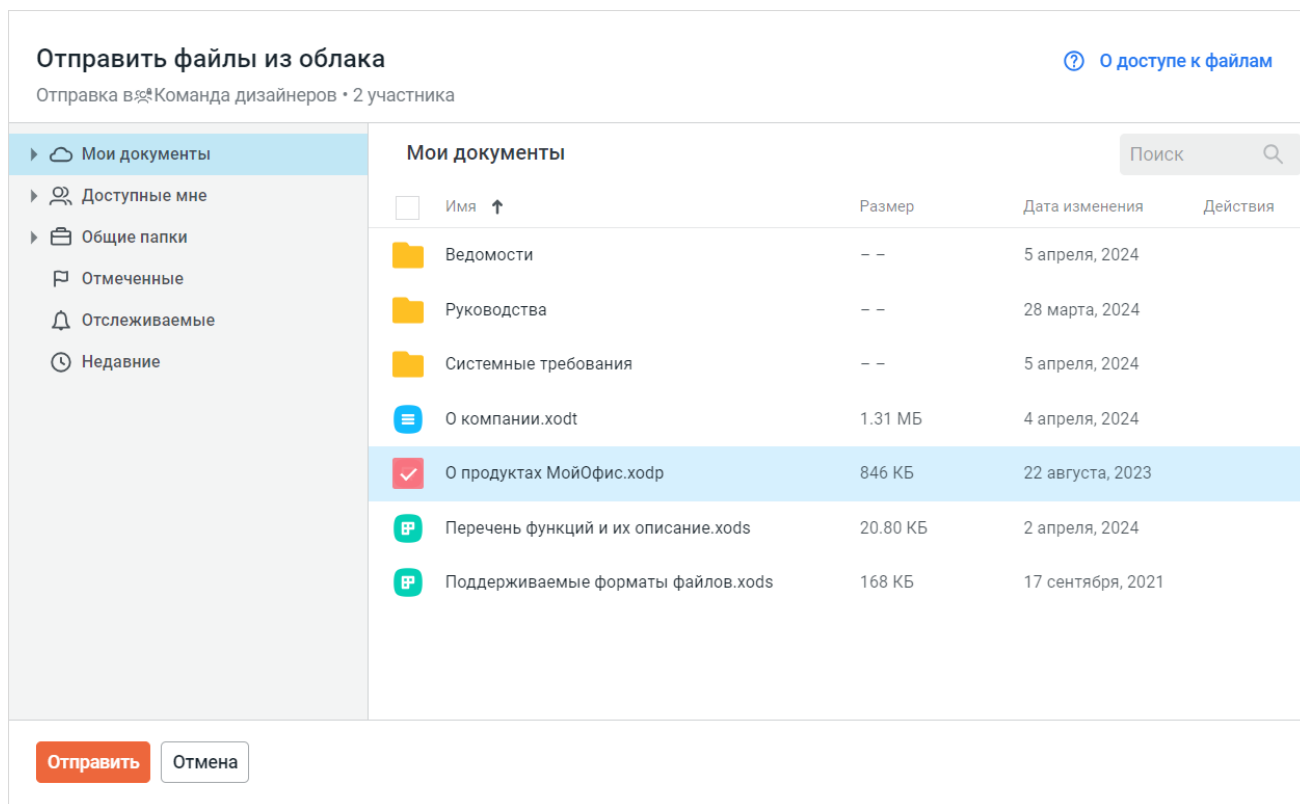 Отправить файлы из облака
О доступе к файлам
Отправка в Команда дизайнеров • 2 участника
Мои документы
Доступные мне
Общие папки
Отмеченные
Отслеживаемые
Недавние
Мои документы
Поиск
Имя Размер Дата изменения Действия
Ведомости – – 5 апреля, 2024
Руководства – – 28 марта, 2024
Системные требования – – 5 апреля, 2024
О компании.xodt 1.31 МБ 4 апреля, 2024
О продуктах МойОфис.xodp 846 КБ 22 августа, 2023
Перечень функций и их описание.xods 20.80 КБ 2 апреля, 2024
Поддерживаемые форматы файлов.xods 168 КБ 17 сентября, 2021
Отправить Отмена